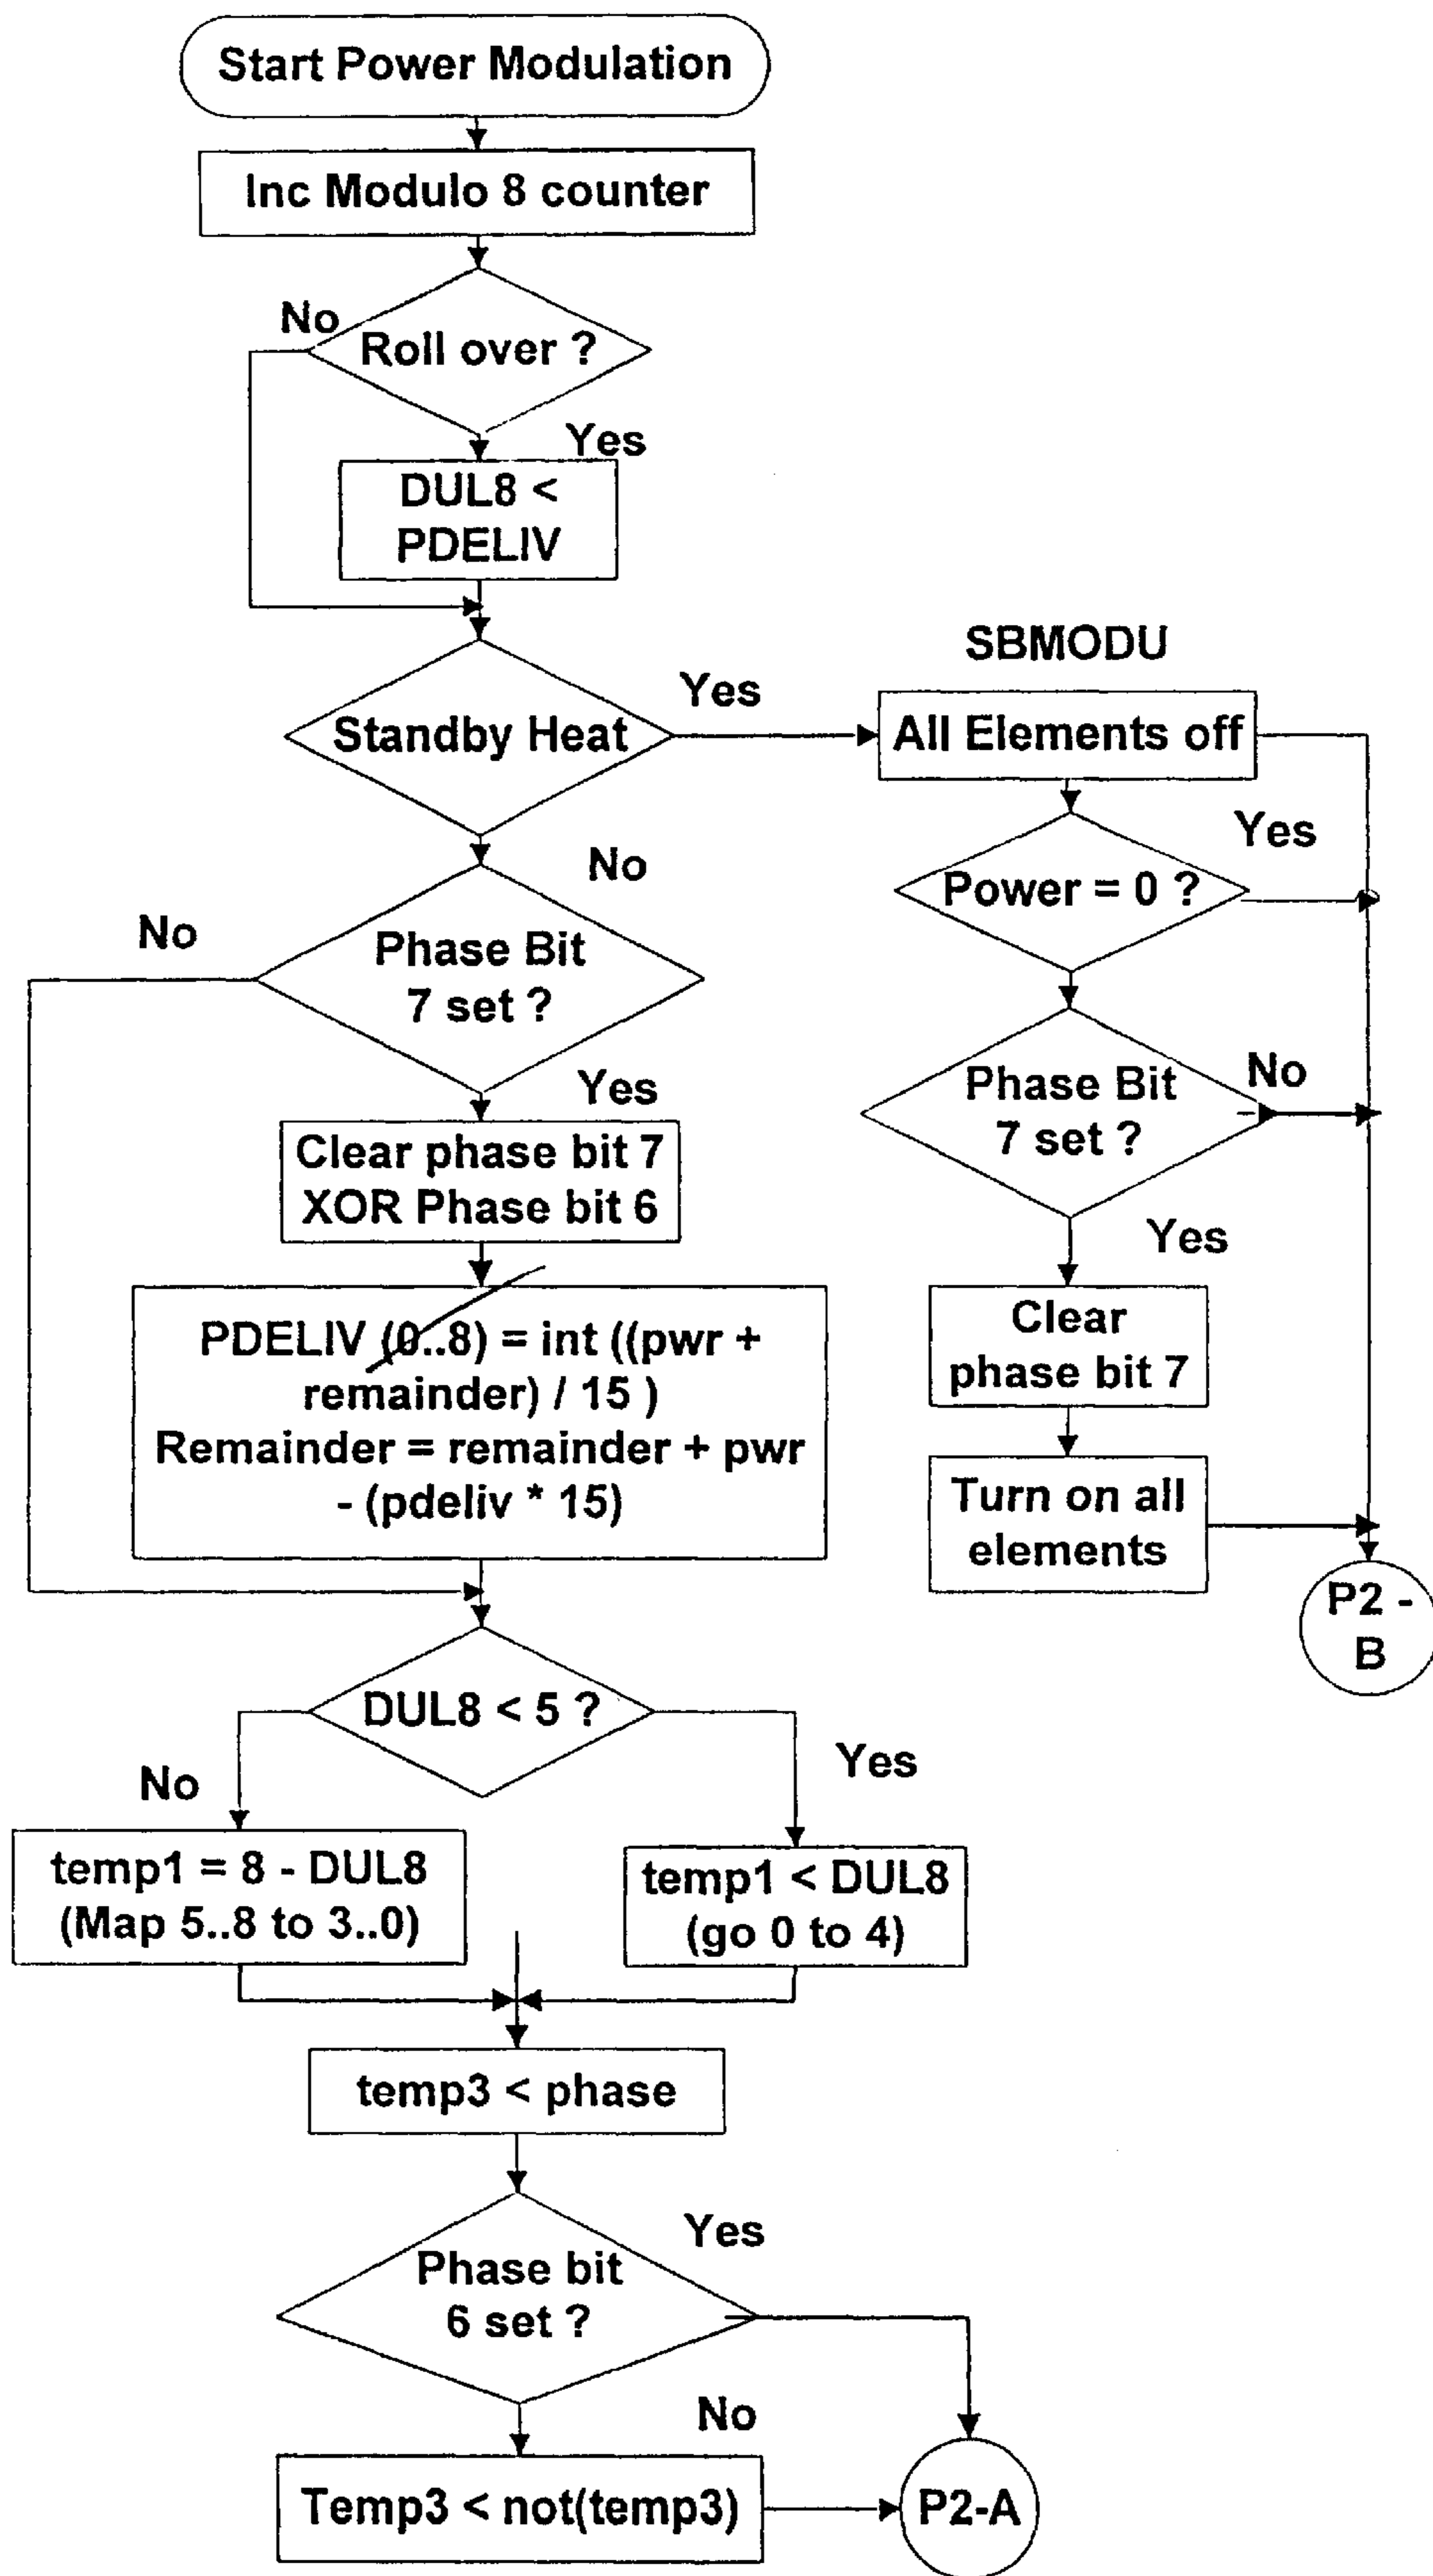 Start Power Modulation
Inc Modulo 8 counter
No
Roll over ?
Yes
DUL8 <
PDELIV
SBMODU
Standby Heat
Yes
All Elements off
No
Power = 0 ?
Yes
No
Phase Bit
7 set ?
Yes
Phase Bit
7 set ?
No
Clear phase bit 7
XOR Phase bit 6
Yes
Clear
phase bit 7
PDELIV (0..8) = int ((pwr +
remainder) / 15 )
Remainder = remainder + pwr
- (pdeliv * 15)
Turn on all
elements
P2 -
B
DUL8 < 5 ?
No
Yes
temp1 = 8 - DUL8
(Map 5..8 to 3..0)
temp1 < DUL8
(go 0 to 4)
temp3 < phase
Phase bit
6 set ?
Yes
No
Temp3 < not(temp3)
P2-A